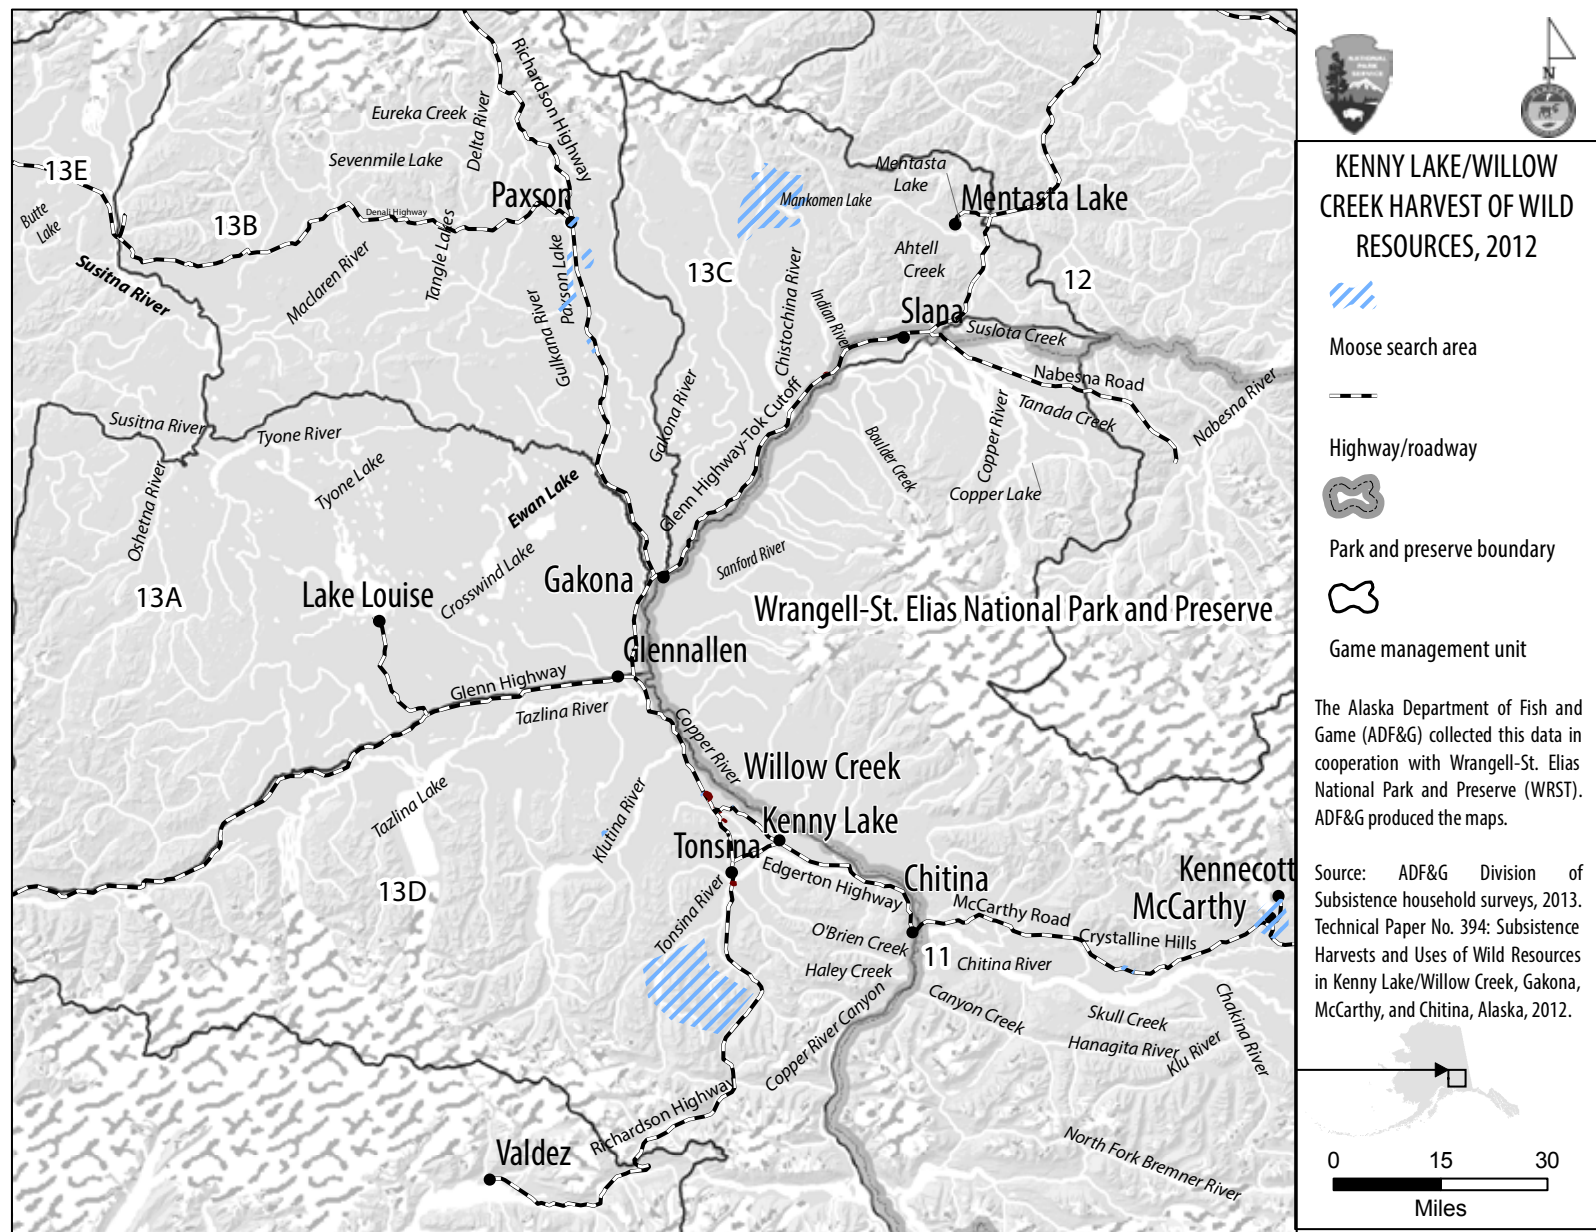 Richardson Highway
Eureka Creek
Delta River
Sevenmile Lake
13E
Paxson
Butte
Lake
13B
Denali Highway
Mentasta
Lake
Mentasta Lake
Mankomen Lake
Susitna River
Maclaren River
Tangle Lakes
Paxson Lake
Gulkana River
13C
Ahtell
Creek
12
Chistochina River
Indian River
Slana
Suslota Creek
Nabesna Road
Nabesna River
Tanada Creek
Copper River
Susitna River
Tyone River
Gakona River
Glenn Highway-Tok Cutoff
Boulder Creek
Copper Lake
Oshetna River
Tyone Lake
Ewan Lake
Crosswind Lake
Sanford River
13A
Lake Louise
Gakona
Wrangell-St. Elias National Park and Preserve
Glennallen
Glenn Highway
Tazlina River
Copper River
Willow Creek
Tazlina Lake
Klutina River
Kenny Lake
Tonsina
13D
Edgerton Highway
Chitina
Kennecott
McCarthy
McCarthy Road
Tonsina River
O'Brien Creek
Crystalline Hills
11
Haley Creek
Chitina River
Canyon Creek
Copper River Canyon
Skull Creek
Hanagita River
Klu River
Chakina River
Richardson Highway
Valdez
North Fork Bremner River
NATIONAL
PARK
SERVICE
N
KENNY LAKE/WILLOW
CREEK HARVEST OF WILD
RESOURCES, 2012
Moose search area
Highway/roadway
Park and preserve boundary
Game management unit
The Alaska Department of Fish and
Game (ADF&G) collected this data in
cooperation with Wrangell-St. Elias
National Park and Preserve (WRST).
ADF&G produced the maps.
Source: ADF&G Division of
Subsistence household surveys, 2013.
Technical Paper No. 394: Subsistence
Harvests and Uses of Wild Resources
in Kenny Lake/Willow Creek, Gakona,
McCarthy, and Chitina, Alaska, 2012.
0 15 30
Miles